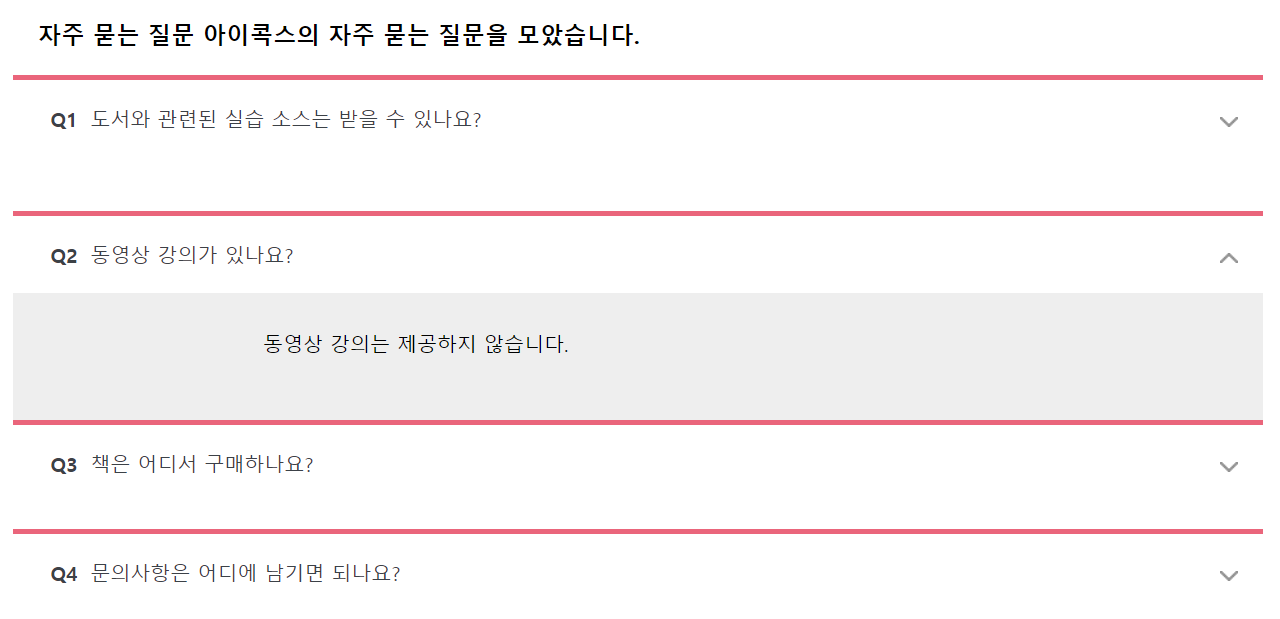 자주 묻는 질문 아이콕스의 자주 묻는 질문을 모았습니다.
Q1 도서와 관련된 실습 소스는 받을 수 있나요?
Q2 동영상 강의가 있나요?
동영상 강의는 제공하지 않습니다.
Q3 책은 어디서 구매하나요?
Q4 문의사항은 어디에 남기면 되나요?